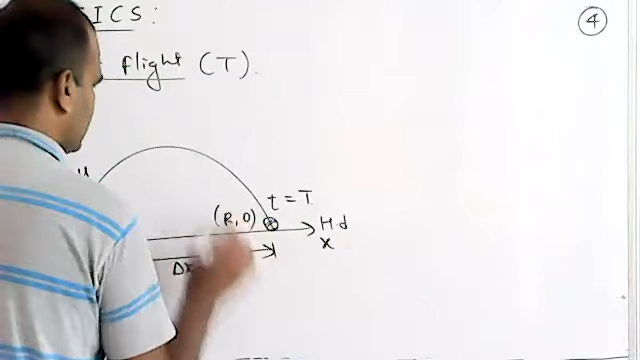 ICS:
4
flight (T).
u
t = T
(R,0)
H.d
x
Δx